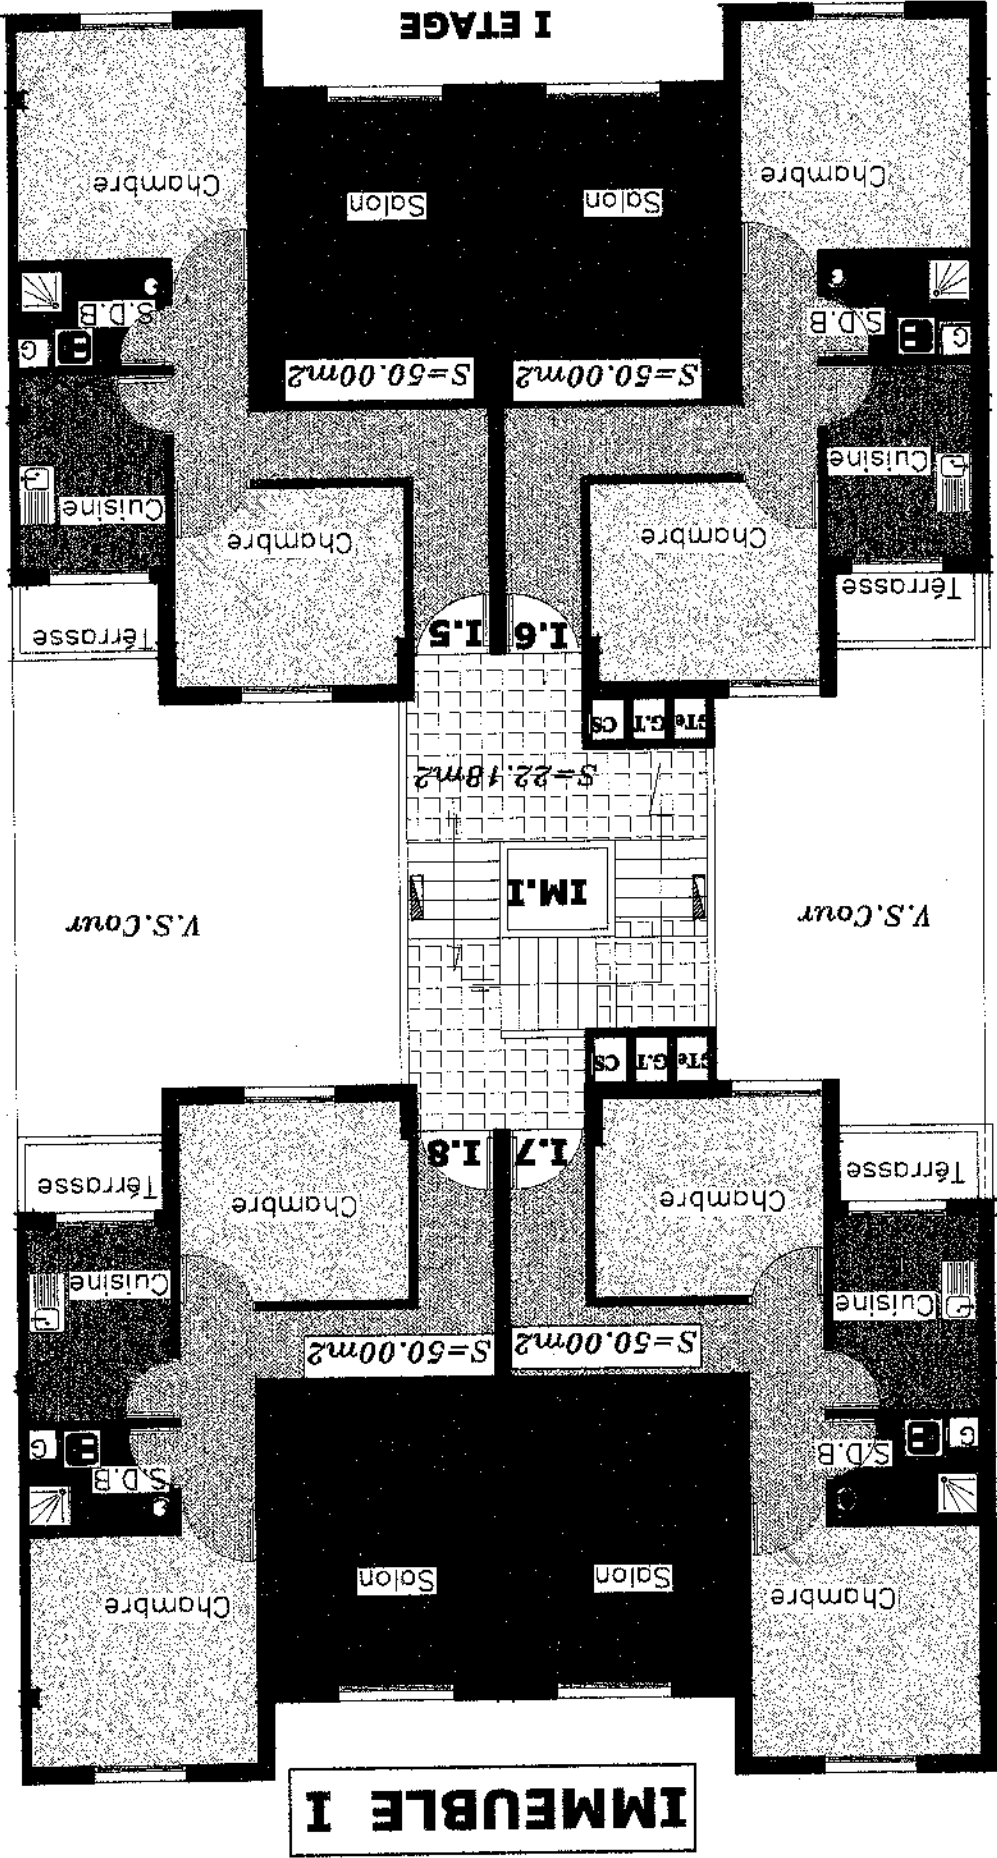 IMMEUBLE I
Chambre
Salon
Salon
Chambre
S.D.B
G
S.D.B
G
S=50.00m2
S=50.00m2
Cuisine
Cuisine
Chambre
Chambre
Térrasse
I.7
I.8
Térrasse
GTe
G.T
CS
V.S.Cour
IM.I
V.S.Cour
S=22.18m2
GTe
G.T
CS
I.6
I.5
Térrasse
Térrasse
Chambre
Chambre
Cuisine
Cuisine
S=50.00m2
S=50.00m2
G
S.D.B
G
S.D.B
Chambre
Salon
Salon
Chambre
I ETAGE